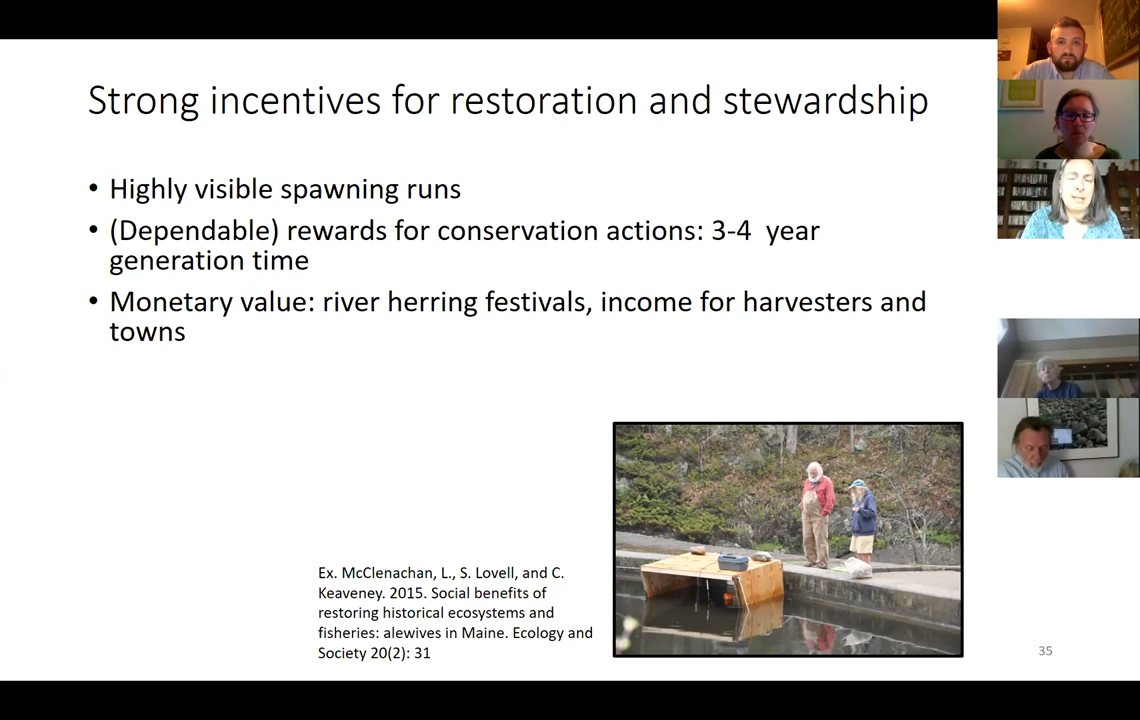 Strong incentives for restoration and stewardship
• Highly visible spawning runs
• (Dependable) rewards for conservation actions: 3-4 year
generation time
• Monetary value: river herring festivals, income for harvesters and
towns
Ex. McClenachan, L., S. Lovell, and C.
Keaveney. 2015. Social benefits of
restoring historical ecosystems and
fisheries: alewives in Maine. Ecology and
Society 20(2): 31
35